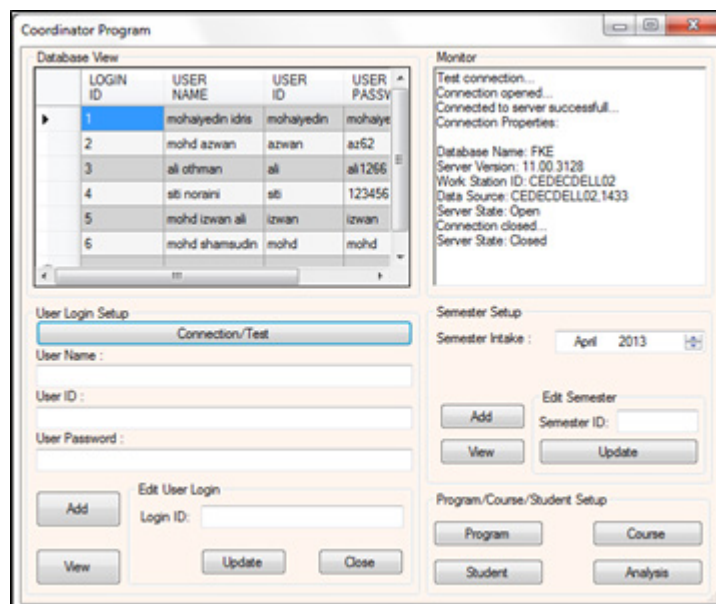 Coordinator Program
Database View
LOGIN ID USER NAME USER ID USER PASSW
1 mohaiyedin idris mohaiyedin mohaiye
2 mohd azwan azwan az62
3 ali othman ali ali1266
4 siti noraini siti 123456
5 mohd izwan ali izwan izwan
6 mohd shamsudin mohd mohd
Monitor
Test connection...
Connection opened...
Connected to server successfull...
Connection Properties:
Database Name: FKE
Server Version: 11.00.3128
Work Station ID: CEDECDELL02
Data Source: CEDECDELL02,1433
Server State: Open
Connection closed...
Server State: Closed
User Login Setup
Connection/Test
User Name :
User ID :
User Password :
Add
View
Edit User Login
Login ID:
Update Close
Semester Setup
Semester Intake : April 2013
Add
View
Edit Semester
Semester ID:
Update
Program/Course/Student Setup
Program Course
Student Analysis